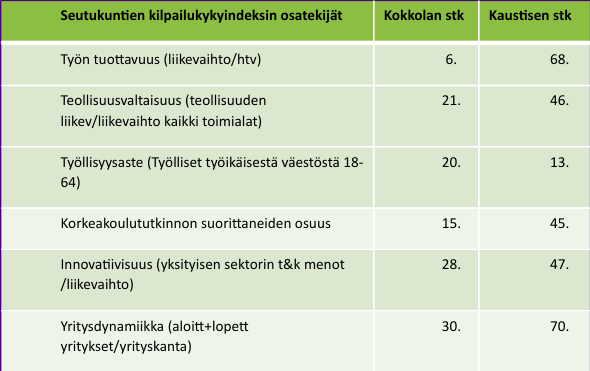 Seutukuntien kilpailukykyindeksin osatekijät Kokkolan stk Kaustisen stk
Työn tuottavuus (liikevaihto/htv) 6. 68.
Teollisuusvaltaisuus (teollisuuden 21. 46.
liikev/liikevaihto kaikki toimialat)
Työllisyysaste (Työlliset työikäisestä väestöstä 18- 20. 13.
64)
Korkeakoulututkinnon suorittaneiden osuus 15. 45.
Innovatiivisuus (yksityisen sektorin t&k menot 28. 47.
/liikevaihto)
Yritysdynamiikka (aloitt+lopett 30. 70.
yritykset/yrityskanta)